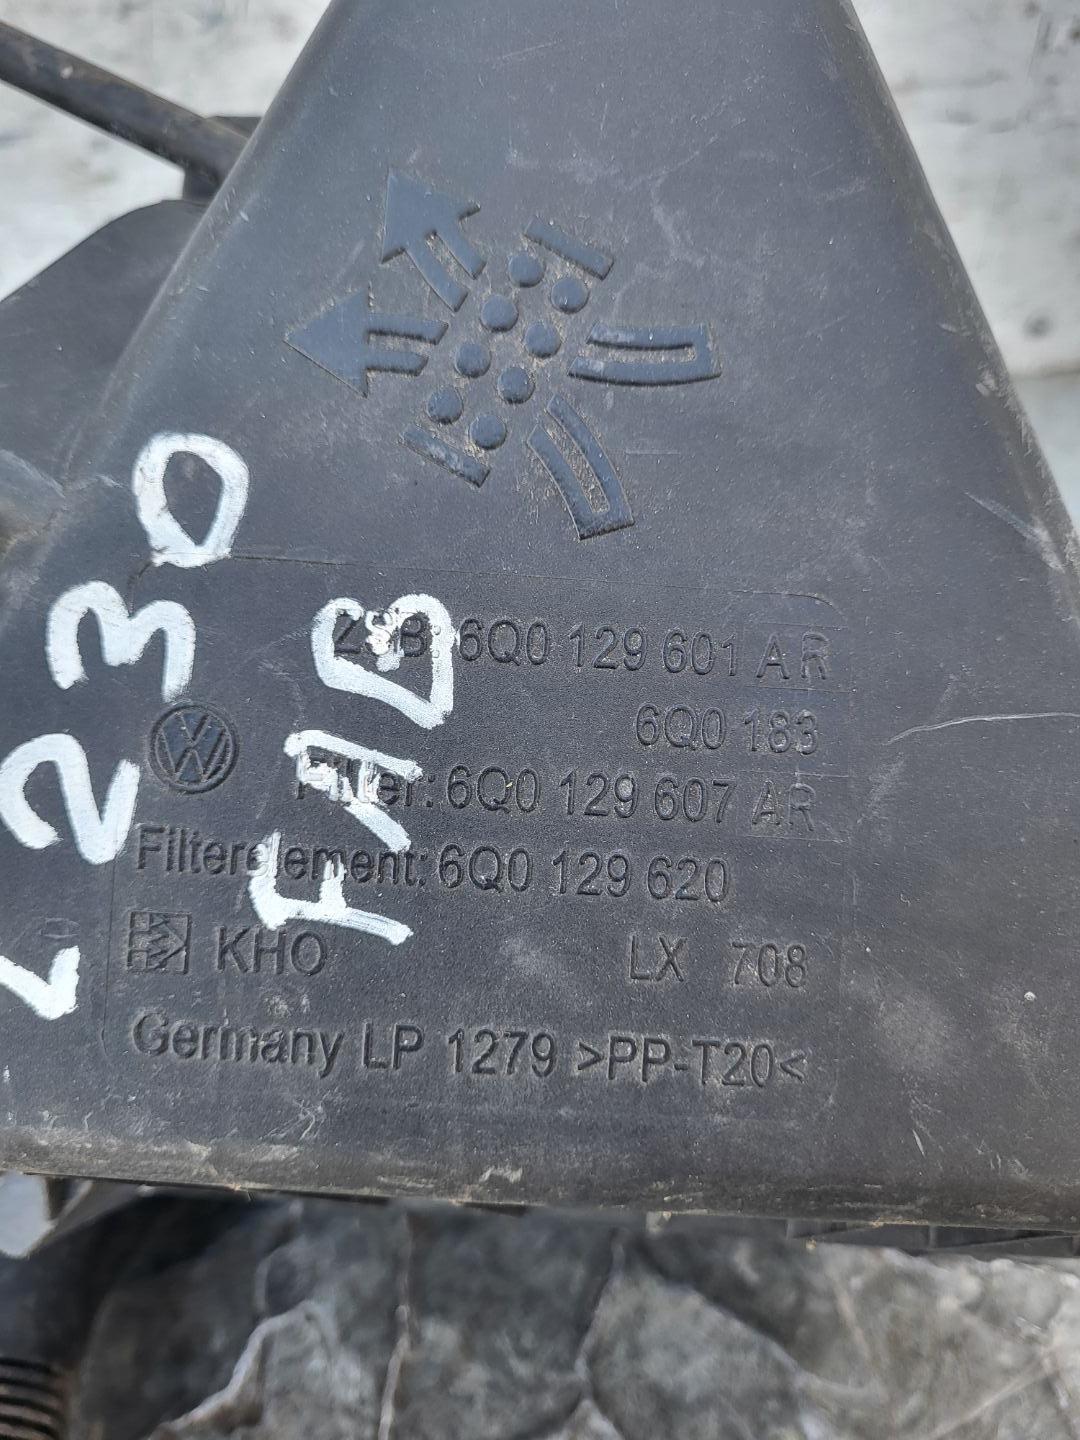 ZSB: 6Q0 129 601 AR
6Q0 183
Filter: 6Q0 129 607 AR
Filterelement: 6Q0 129 620
KHO LX 708
Germany LP 1279 >PP-T20<
230
FAB